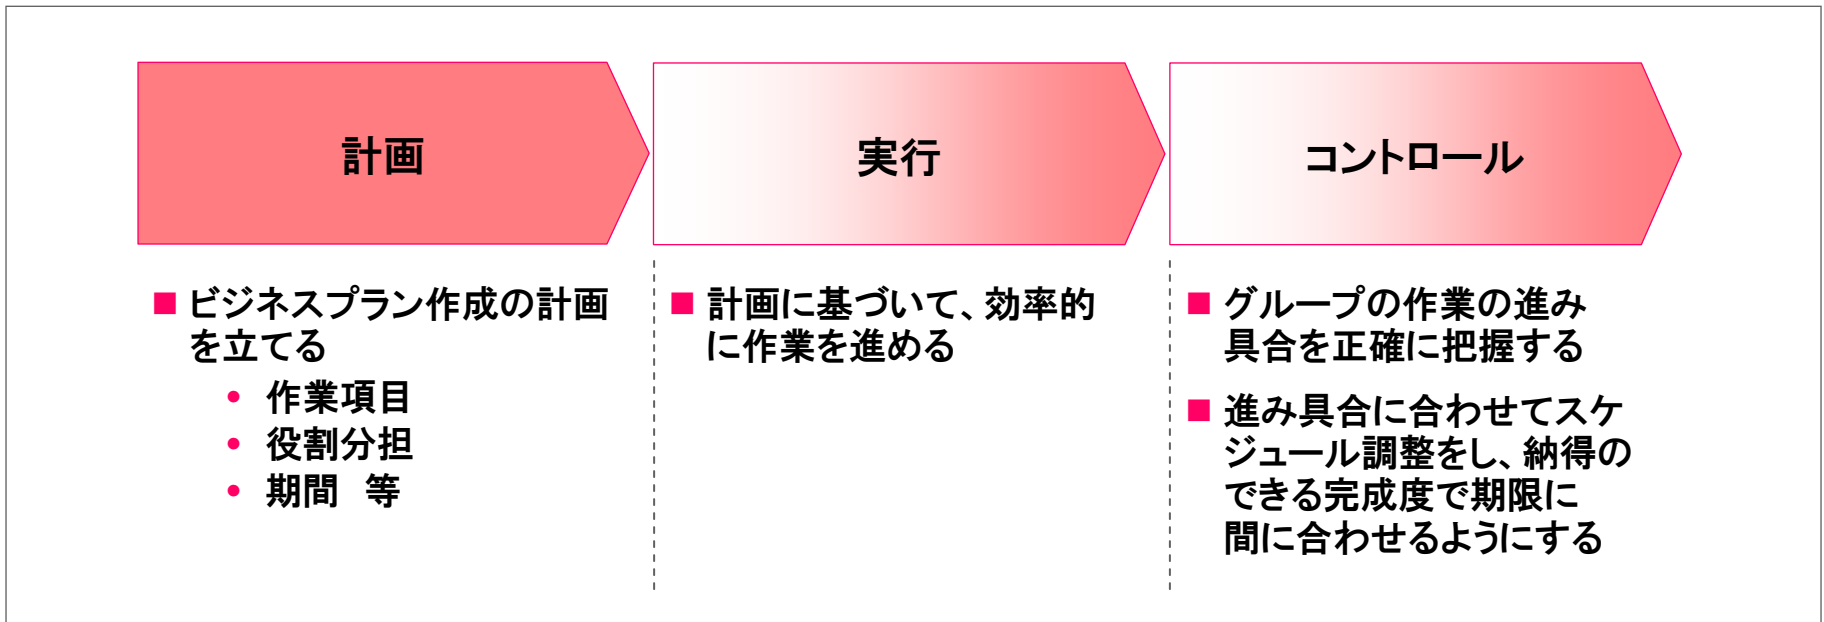 計画
実行
コントロール
■ ビジネスプラン作成の計画
を立てる
• 作業項目
• 役割分担
• 期間　等
■ 計画に基づいて、効率的
に作業を進める
■ グループの作業の進み
具合を正確に把握する
■ 進み具合に合わせてスケ
ジュール調整をし、納得の
できる完成度で期限に
間に合わせるようにする